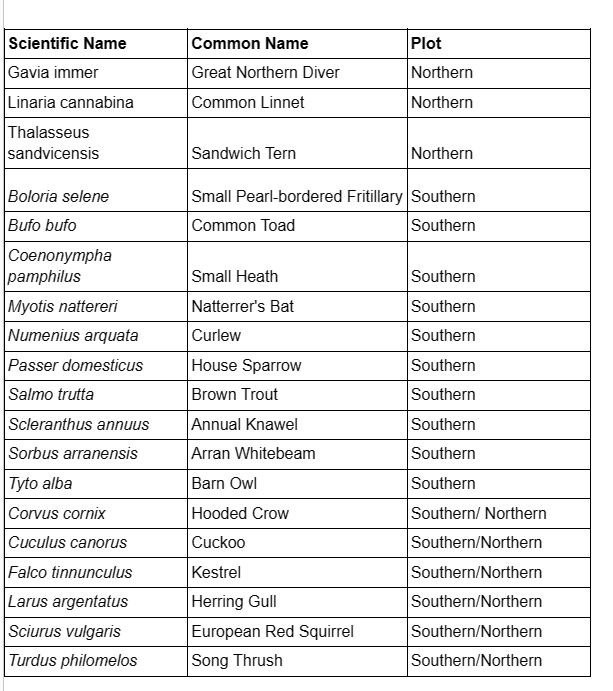 Scientific Name Common Name Plot
Gavia immer Great Northern Diver Northern
Linaria cannabina Common Linnet Northern
Thalasseus
sandvicensis Sandwich Tern Northern
Boloria selene Small Pearl-bordered Fritillary Southern
Bufo bufo Common Toad Southern
Coenonympha
pamphilus Small Heath Southern
Myotis nattereri Natterrer's Bat Southern
Numenius arquata Curlew Southern
Passer domesticus House Sparrow Southern
Salmo trutta Brown Trout Southern
Scleranthus annuus Annual Knawel Southern
Sorbus arranensis Arran Whitebeam Southern
Tyto alba Barn Owl Southern
Corvus cornix Hooded Crow Southern/ Northern
Cuculus canorus Cuckoo Southern/Northern
Falco tinnunculus Kestrel Southern/Northern
Larus argentatus Herring Gull Southern/Northern
Sciurus vulgaris European Red Squirrel Southern/Northern
Turdus philomelos Song Thrush Southern/Northern